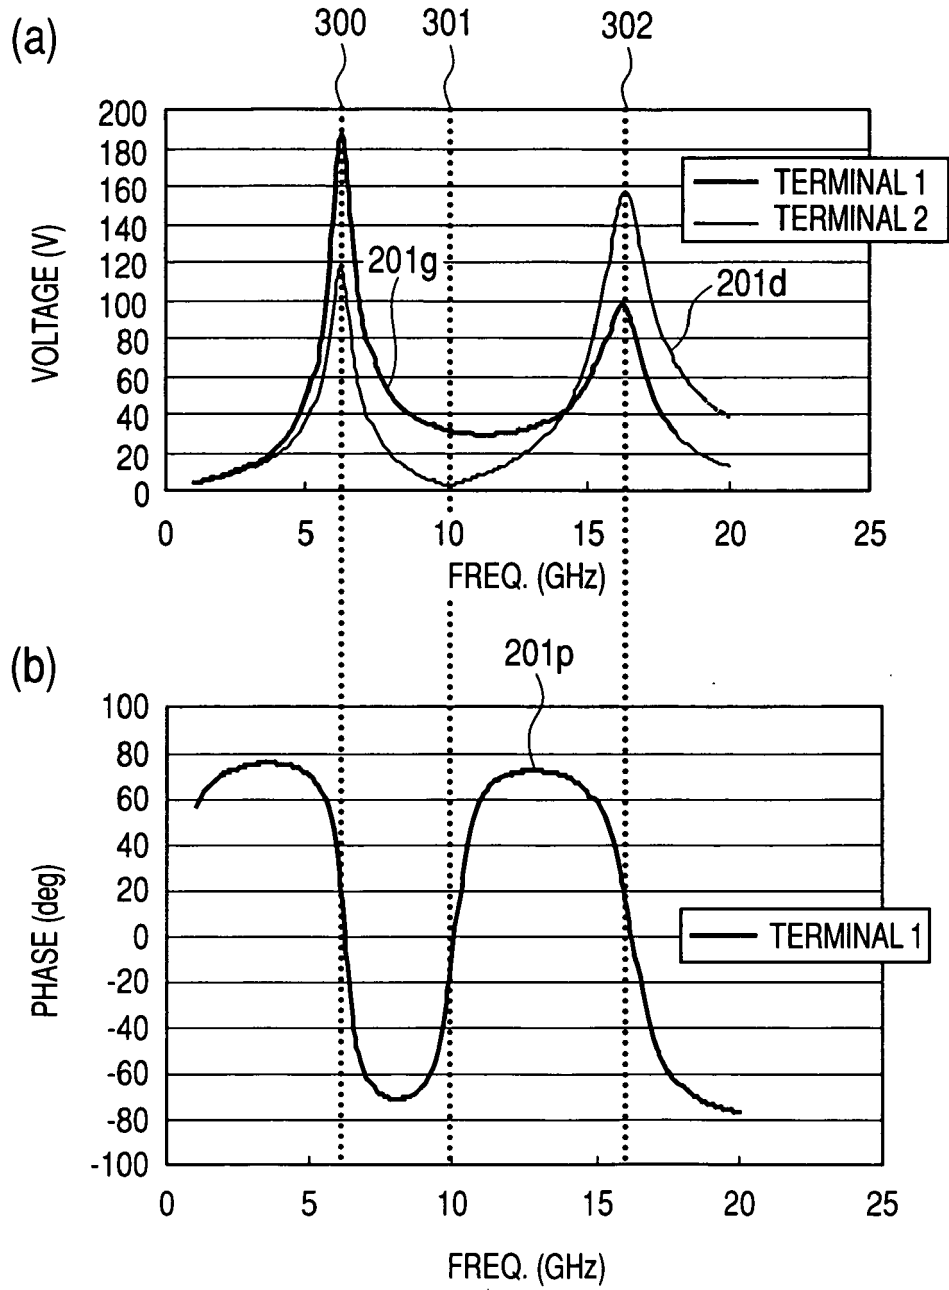 (a)
300 301 302
200
180
160
140
120
100
80
60
40
20
0
VOLTAGE (V)
TERMINAL 1
TERMINAL 2
201g
201d
0 5 10 15 20 25
FREQ. (GHz)
(b)
201p
100
80
60
40
20
0
-20
-40
-60
-80
-100
PHASE (deg)
TERMINAL 1
0 5 10 15 20 25
FREQ. (GHz)